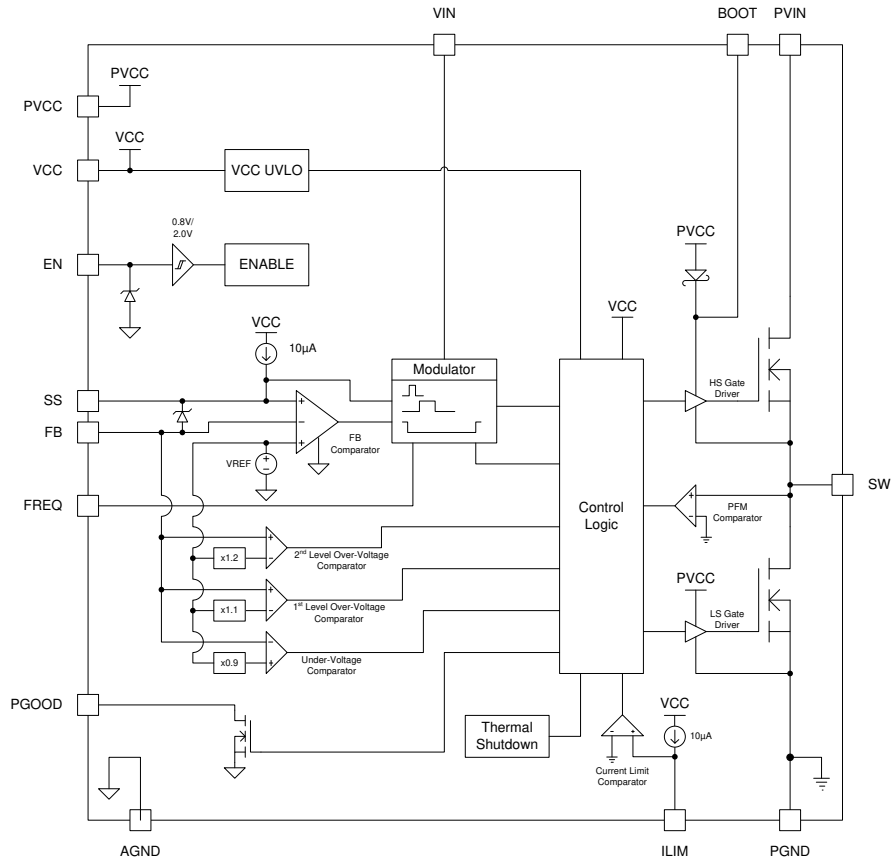 VIN
BOOT
PVIN
PVCC
PVCC
VCC
VCC
VCC UVLO
0.8V/
2.0V
EN
ENABLE
PVCC
VCC
10µA
VCC
Modulator
SS
FB
+
−
+
FB
Comparator
VREF
+
−
HS Gate
Driver
FREQ
Control
Logic
+
−
PFM
Comparator
SW
+
−
x1.2
2nd Level Over-Voltage
Comparator
+
−
x1.1
1st Level Over-Voltage
Comparator
PVCC
LS Gate
Driver
−
+
x0.9
Under-Voltage
Comparator
PGOOD
Thermal
Shutdown
VCC
10µA
−
+
Current Limit
Comparator
AGND
ILIM
PGND